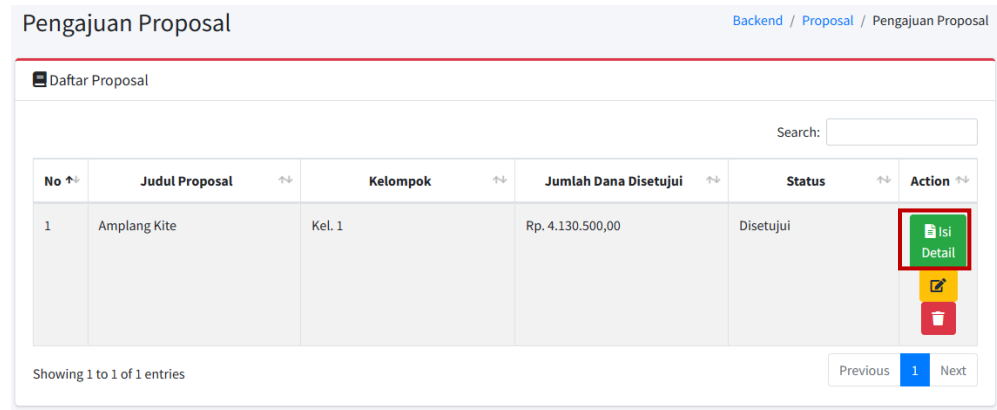 Pengajuan Proposal
Backend / Proposal / Pengajuan Proposal
Daftar Proposal
Search:
No Judul Proposal Kelompok Jumlah Dana Disetujui Status Action
1 Amplang Kite Kel. 1 Rp. 4.130.500,00 Disetujui Isi
Detail
Showing 1 to 1 of 1 entries
Previous 1 Next